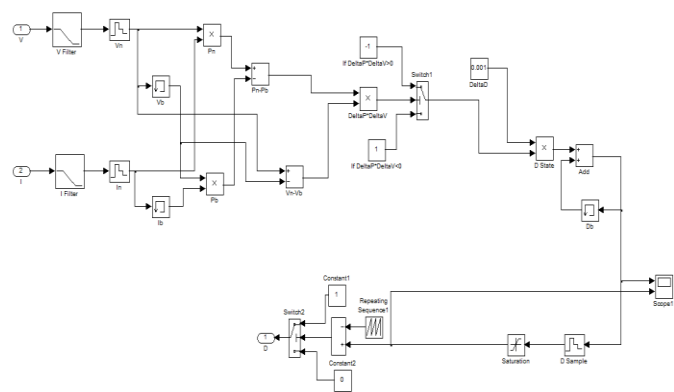 1
V
V Filter
Vn
Vb
X
Pn
+
−
Pn-Pb
-1
If DeltaP*DeltaV>0
Switch1
0.001
DeltaD
X
DeltaP*DeltaV
1
If DeltaP*DeltaV<0
X
D State
+
+
Add
2
I
I Filter
In
Ib
X
Pb
+
−
Vn-Vb
Db
Scope1
Constant1
1
Repeating
Sequence1
Switch2
1
D
−
+
Constant2
0
Saturation
D Sample